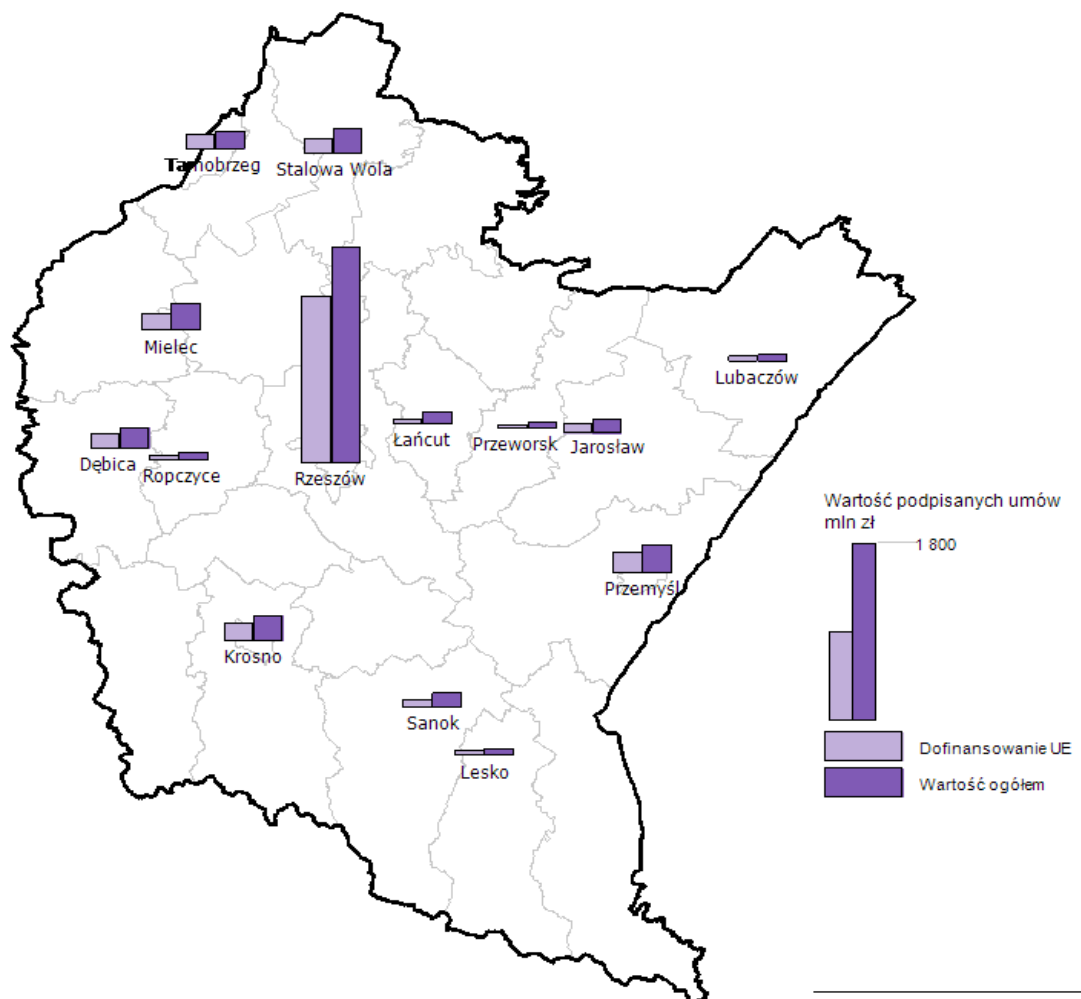 Tarnobrzeg
Stalowa Wola
Mielec
Lubaczów
Łańcut
Przeworsk
Jarosław
Dębica
Ropczyce
Rzeszów
Wartość podpisanych umów
mln zł
1 800
Przemyśl
Krosno
Sanok
Lesko
Dofinansowanie UE
Wartość ogółem